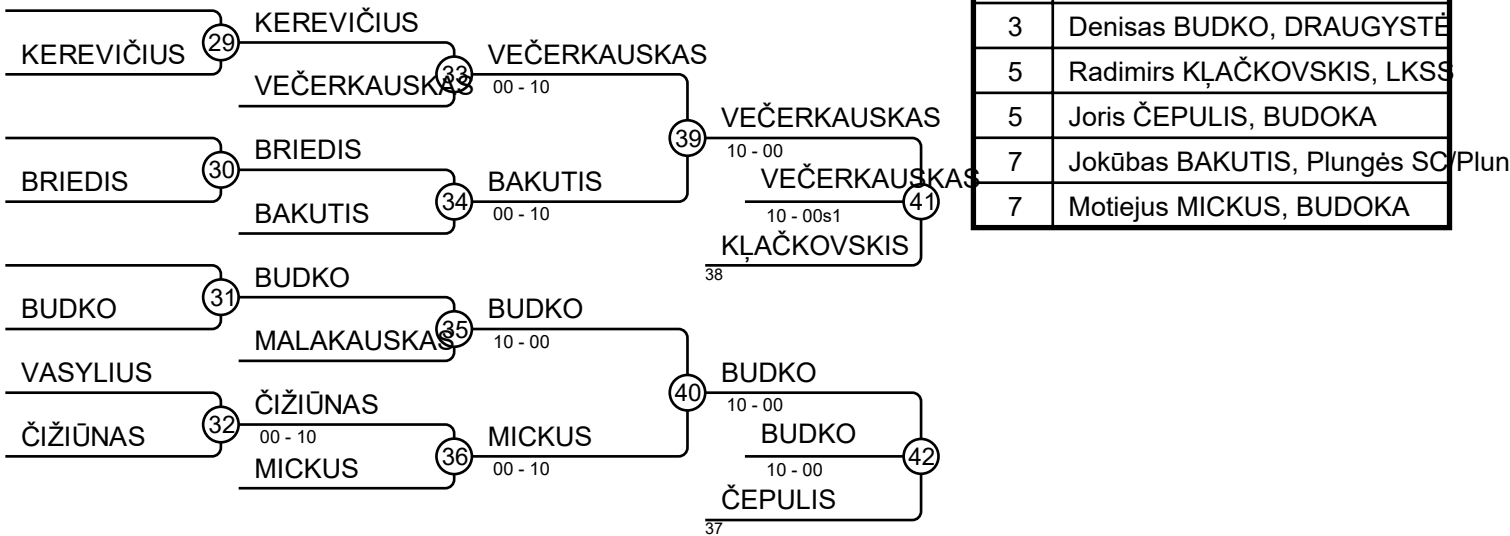 KEREVIČIUS
29
KEREVIČIUS
VEČERKAUSKAS
33
VEČERKAUSKAS
00 - 10
BRIEDIS
30
BRIEDIS
BAKUTIS
34
BAKUTIS
00 - 10
39
VEČERKAUSKAS
10 - 00
VEČERKAUSKAS
10 - 00s1
41
KĻAČKOVSKIS
38
BUDKO
31
BUDKO
MALAKAUSKAS
35
BUDKO
10 - 00
VASYLIUS
ČIŽIŪNAS
32
ČIŽIŪNAS
00 - 10
MICKUS
36
MICKUS
00 - 10
40
BUDKO
10 - 00
BUDKO
10 - 00
42
ČEPULIS
37
3 Denisas BUDKO, DRAUGYSTĖ
5 Radimirs KĻAČKOVSKIS, LKSS
5 Joris ČEPULIS, BUDOKA
7 Jokūbas BAKUTIS, Plungės SC/Plun
7 Motiejus MICKUS, BUDOKA